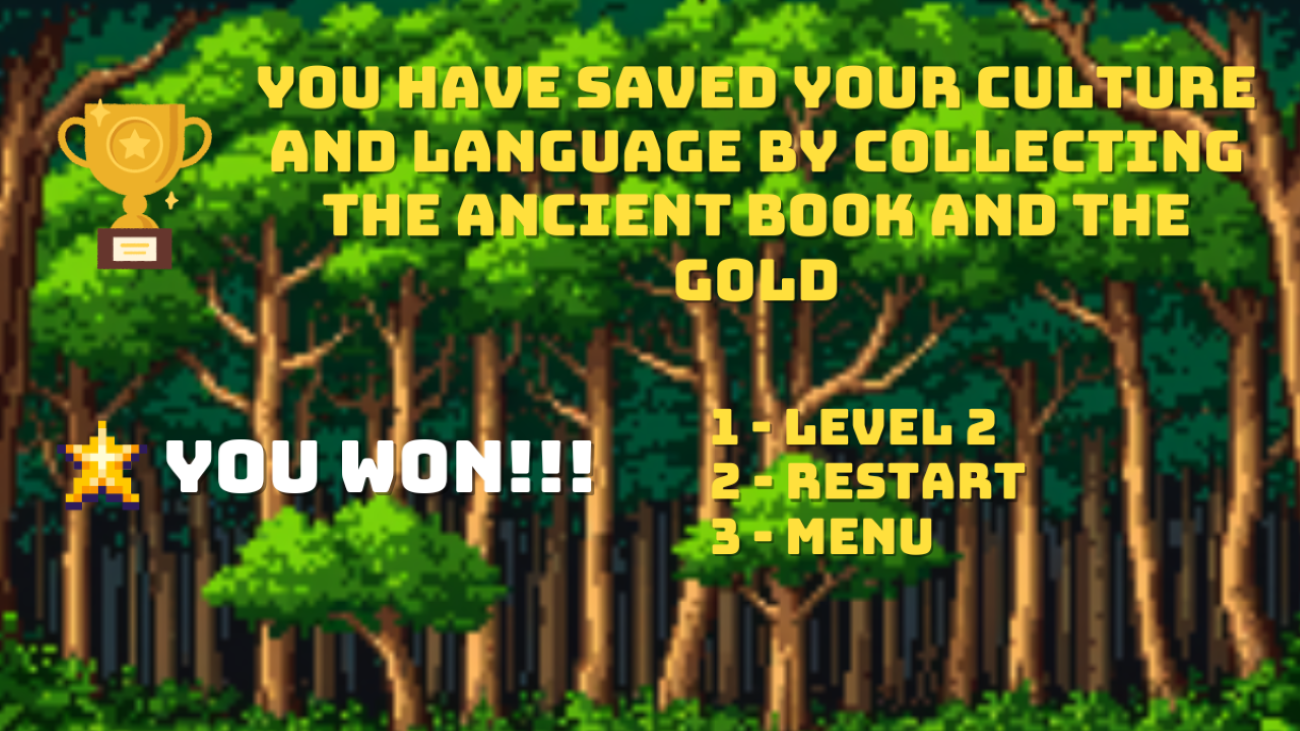 YOU HAVE SAVED YOUR CULTURE
AND LANGUAGE BY COLLECTING
THE ANCIENT BOOK AND THE
GOLD
YOU WON!!!
1 - LEVEL 2
2 - RESTART
3 - MENU